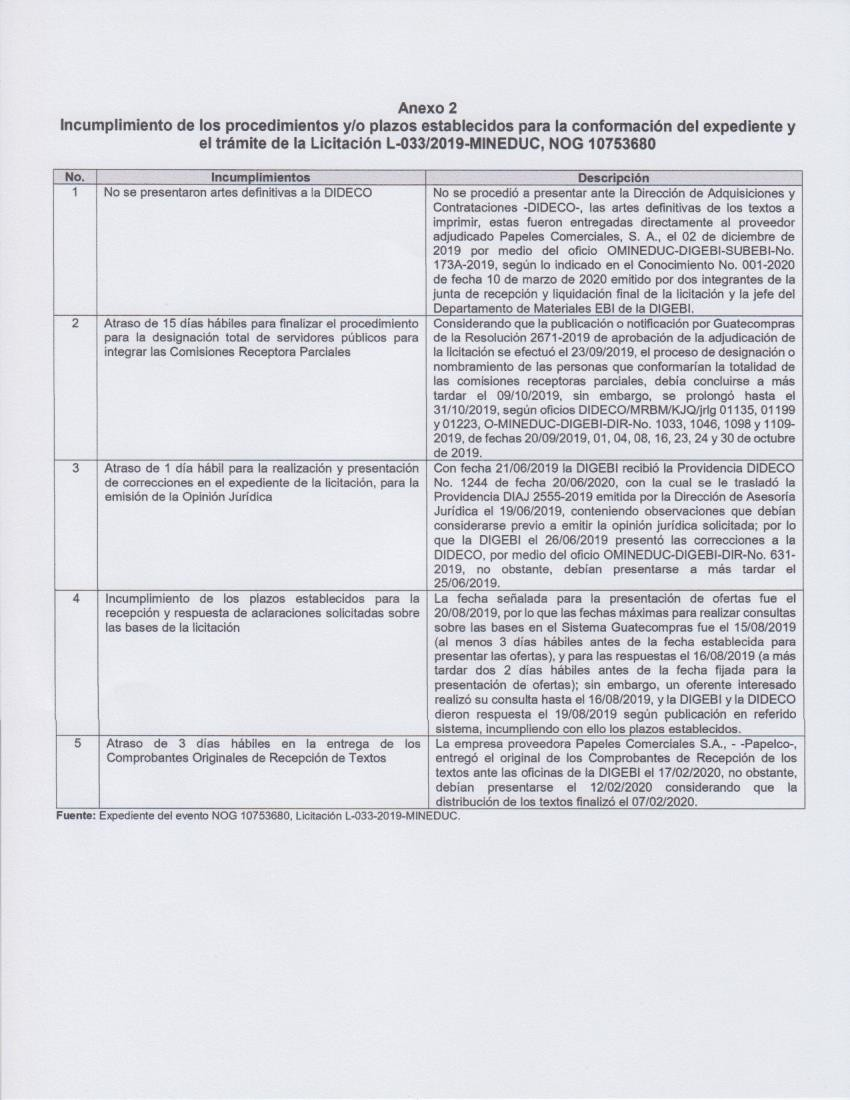 Anexo 2
Incumplimiento de los procedimientos y/o plazos establecidos para la conformación del expediente y
el trámite de la Licitación L-033/2019-MINEDUC, NOG 10753680
No. Incumplimientos Descripción
1 No se presentaron artes definitivas a la DIDECO
No se procedió a presentar ante la Dirección de Adquisiciones y
Contrataciones -DIDECO-, las artes definitivas de los textos a
imprimir, estas fueron entregadas directamente al proveedor
adjudicado Papeles Comerciales, S. A., el 02 de diciembre de
2019 por medio del oficio OMINEDUC-DIGEBI-SUBEBI-No.
173A-2019, según lo indicado en el Conocimiento No. 001-2020
de fecha 10 de marzo de 2020 emitido por dos integrantes de la
junta de recepción y liquidación final de la licitación y la jefe del
Departamento de Materiales EBI de la DIGEBI.
2 Atraso de 15 días hábiles para finalizar el procedimiento
para la designación total de servidores públicos para
integrar las Comisiones Receptora Parciales
Considerando que la publicación o notificación por Guatecompras
de la Resolución 2671-2019 de aprobación de la adjudicación de
la licitación se efectuó el 23/09/2019, el proceso de designación o
nombramiento de las personas que conformarían la totalidad de
las comisiones receptoras parciales, debía concluirse a más
tardar el 09/10/2019, sin embargo, se prolongó hasta el
31/10/2019, según oficios DIDECO/MRBM/KJQ/jrlg 01135, 01199
y 01223, O-MINEDUC-DIGEBI-DIR-No. 1033, 1046, 1098 y 1109-
2019, de fechas 20/09/2019, 01, 04, 08, 16, 23, 24 y 30 de octubre
de 2019.
3 Atraso de 1 día hábil para la realización y presentación
de correcciones en el expediente de la licitación, para la
emisión de la Opinión Jurídica
Con fecha 21/06/2019 la DIGEBI recibió la Providencia DIDECO
No. 1244 de fecha 20/06/2020, con la cual se le trasladó la
Providencia DIAJ 2555-2019 emitida por la Dirección de Asesoría
Jurídica el 19/06/2019, conteniendo observaciones que debían
considerarse previo a emitir la opinión jurídica solicitada; por lo
que la DIGEBI el 26/06/2019 presentó las correcciones a la
DIDECO, por medio del oficio OMINEDUC-DIGEBI-DIR-No. 631-
2019, no obstante, debían presentarse a más tardar el
25/06/2019.
4 Incumplimiento de los plazos establecidos para la
recepción y respuesta de aclaraciones solicitadas sobre
las bases de la licitación
La fecha señalada para la presentación de ofertas fue el
20/08/2019, por lo que las fechas máximas para realizar consultas
sobre las bases en el Sistema Guatecompras fue el 15/08/2019
(al menos 3 días hábiles antes de la fecha establecida para
presentar las ofertas), y para las respuestas el 16/08/2019 (a más
tardar dos 2 días hábiles antes de la fecha fijada para la
presentación de ofertas); sin embargo, un oferente interesado
realizó su consulta hasta el 16/08/2019, y la DIGEBI y la DIDECO
dieron respuesta el 19/08/2019 según publicación en referido
sistema, incumpliendo con ello los plazos establecidos.
5 Atraso de 3 días hábiles en la entrega de los
Comprobantes Originales de Recepción de Textos
La empresa proveedora Papeles Comerciales S.A., - -Papelco-,
entregó el original de los Comprobantes de Recepción de los
textos ante las oficinas de la DIGEBI el 17/02/2020, no obstante,
debían presentarse el 12/02/2020 considerando que la
distribución de los textos finalizó el 07/02/2020.
Fuente: Expediente del evento NOG 10753680, Licitación L-033-2019-MINEDUC.